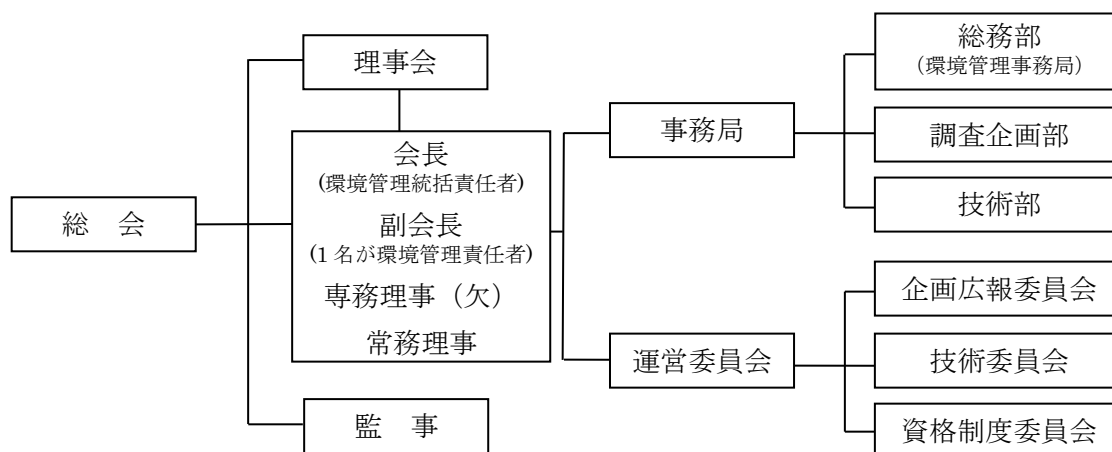 総　会
理事会
会長
(環境管理統括責任者)
副会長
(1 名が環境管理責任者)
専務理事（欠）
常務理事
監　事
事務局
総務部
（環境管理事務局）
調査企画部
技術部
運営委員会
企画広報委員会
技術委員会
資格制度委員会